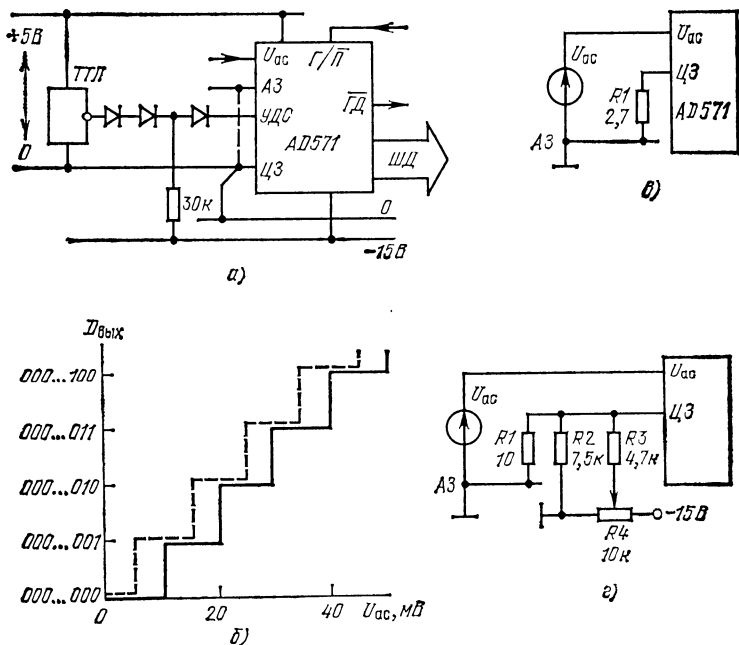 +5В
ТТЛ
0
Uас
Г/П̅
АЗ
УДС
Г̅Д̅
AD571
ШД
ЦЗ
30к
0
-15В
а)
Uас
Uас
ЦЗ
R1
2,7
AD571
АЗ
в)
Dвых
000...100
000...011
000...010
000...001
000...000
0
20
40
Uас, мВ
б)
Uас
Uас
ЦЗ
R1
10
R2
7,5к
R3
4,7к
АЗ
-15В
R4
10к
г)